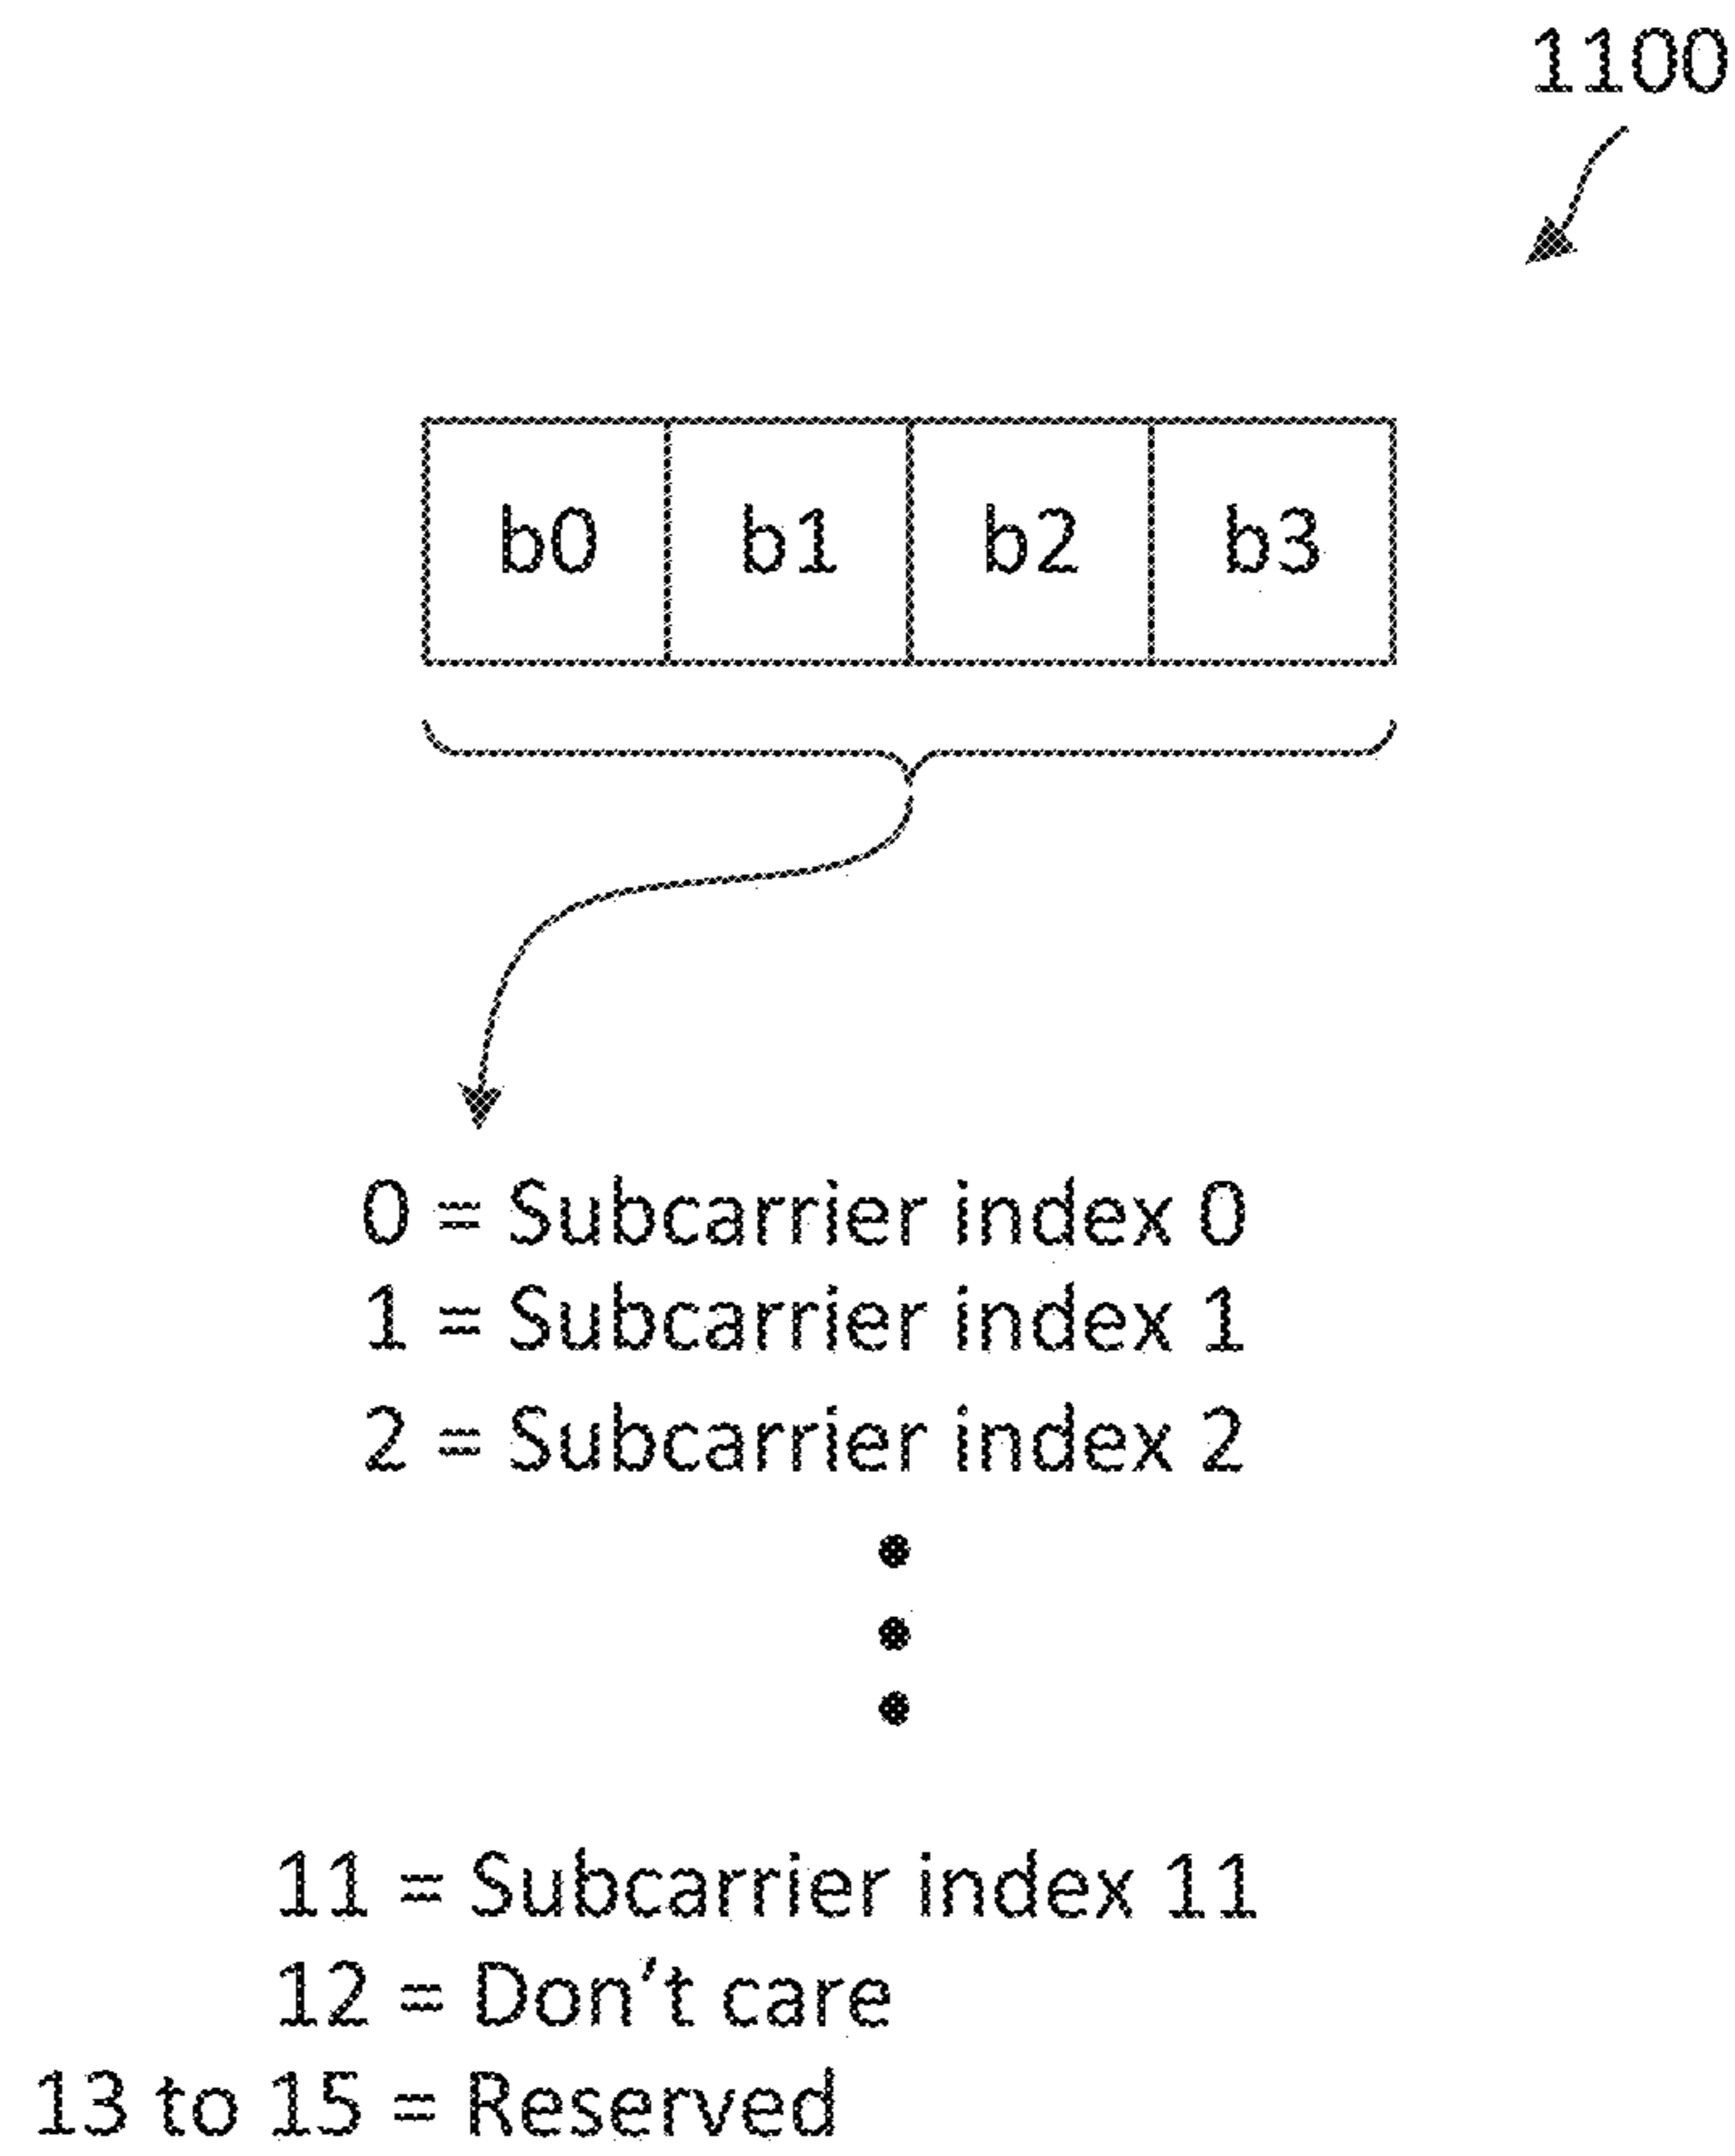 1100
b0 b1 b2 b3
0 = Subcarrier index 0
1 = Subcarrier index 1
2 = Subcarrier index 2
11 = Subcarrier index 11
12 = Don't care
13 to 15 = Reserved